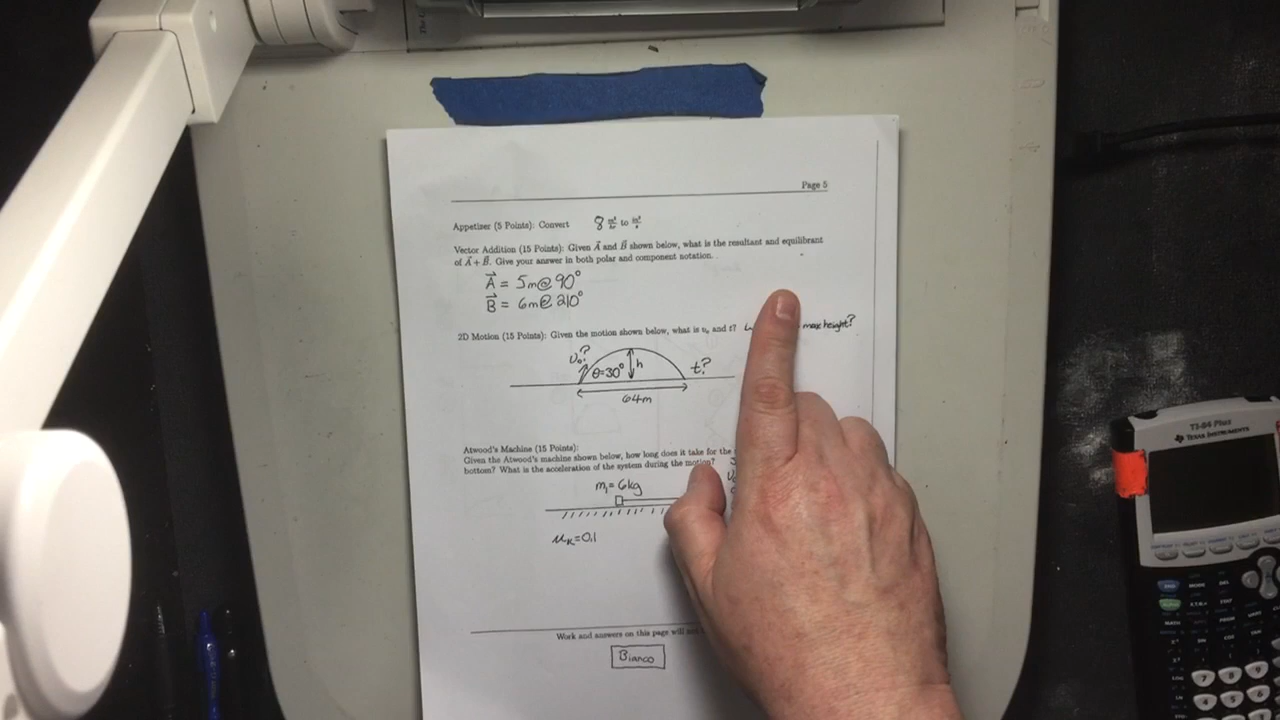 Page 5
Appetizer (5 Points): Convert 8 to
Vector Addition (15 Points): Given A⃗ and B⃗ shown below, what is the resultant and equilibrant
of A⃗ + B⃗. Give your answer in both polar and component notation.
A⃗ = 5m@ 90°
B⃗ = 6m@ 210°
2D Motion (15 Points): Given the motion shown below, what is v₀ and t? max height?
v₀?
θ=30° h t?
64m
Atwood's Machine (15 Points):
Given the Atwood's machine shown below, how long does it take for the
bottom? What is the acceleration of the system during the motion?
m₁= 6kg
μₖ=0.1
Work and answers on this page will
Bianco
TI-84 Plus
TEXAS INSTRUMENTS